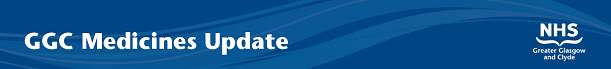 GGC Medicines Update
NHS
Greater Glasgow
and Clyde